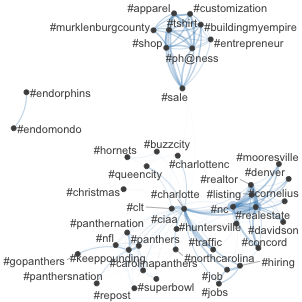 #apparel
#customization
#tshirt
#murklenburgcounty
#buildingmyempire
#shop
#entrepreneur
#ph@ness
#endorphins
#sale
#endomondo
#buzzcity
#hornets
#charlottenc
#mooresville
#queencity
#denver
#realtor
#christmas
#charlotte
#listing
#cornelius
#clt
#nc
#realestate
#ciaa
#panthernation
#huntersville
#davidson
#nfl
#panthers
#traffic
#concord
#gopanthers
#keeppounding
#northcarolina
#hiring
#carolinapanthers
#panthersnation
#job
#superbowl
#repost
#jobs